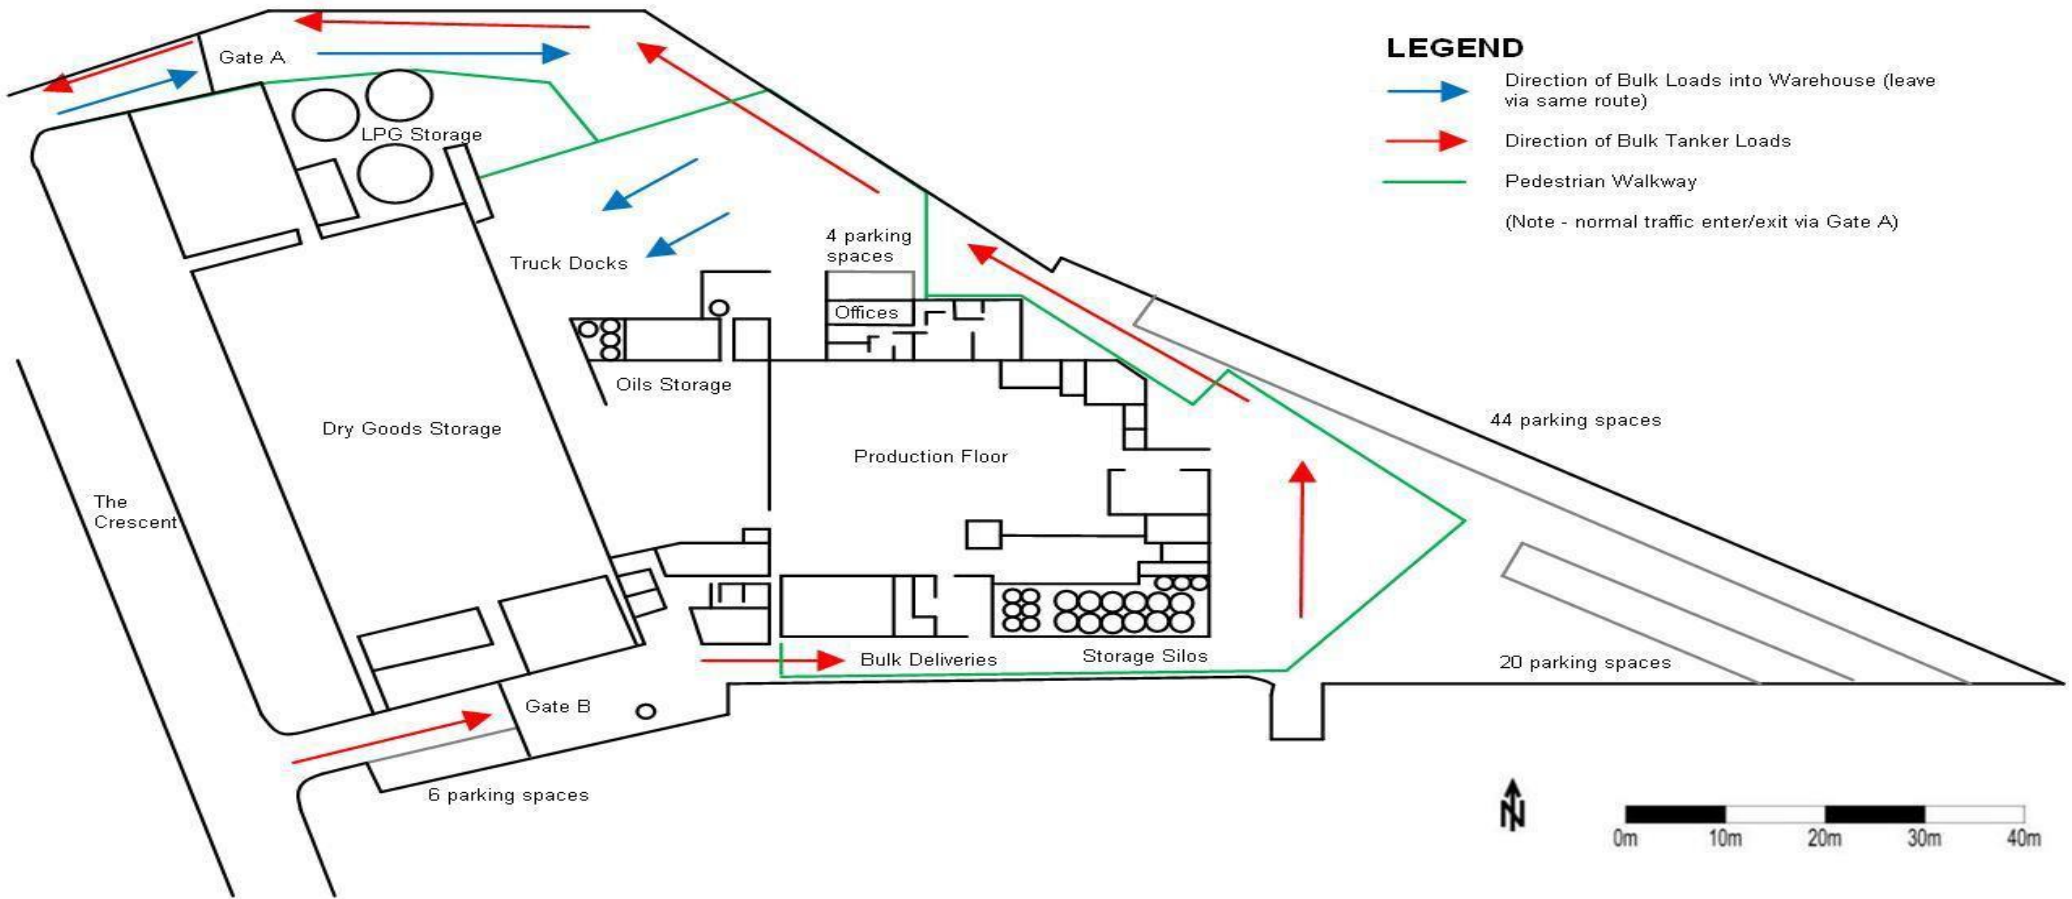 LEGEND
Direction of Bulk Loads into Warehouse (leave
via same route)
Direction of Bulk Tanker Loads
Pedestrian Walkway
(Note - normal traffic enter/exit via Gate A)
Gate A
LPG Storage
Truck Docks
4 parking
spaces
Offices
Oils Storage
Dry Goods Storage
Production Floor
44 parking spaces
The
Crescent
Bulk Deliveries
Storage Silos
20 parking spaces
Gate B
6 parking spaces
N
0m
10m
20m
30m
40m